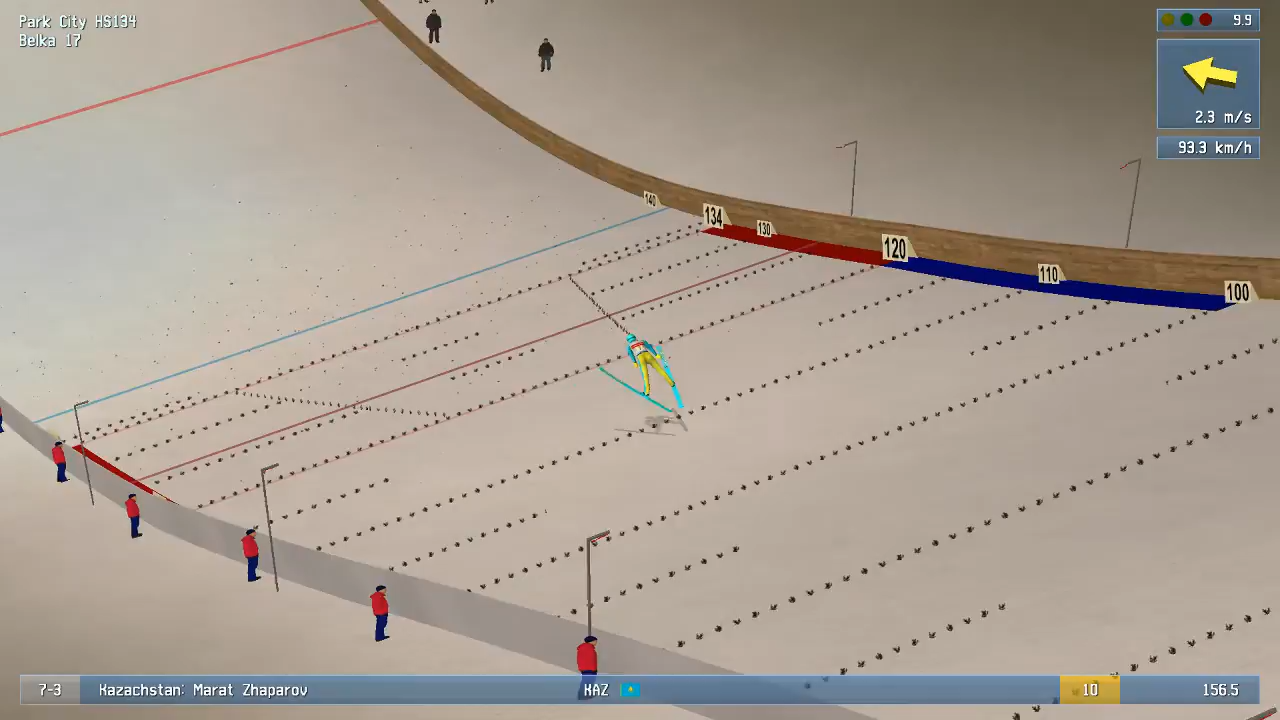 Park City HS134
Belka 17
9.9
2.3 m/s
93.3 km/h
140
134
130
120
110
100
7-3 Kazachstan: Marat Zhaparov KAZ 10 156.5